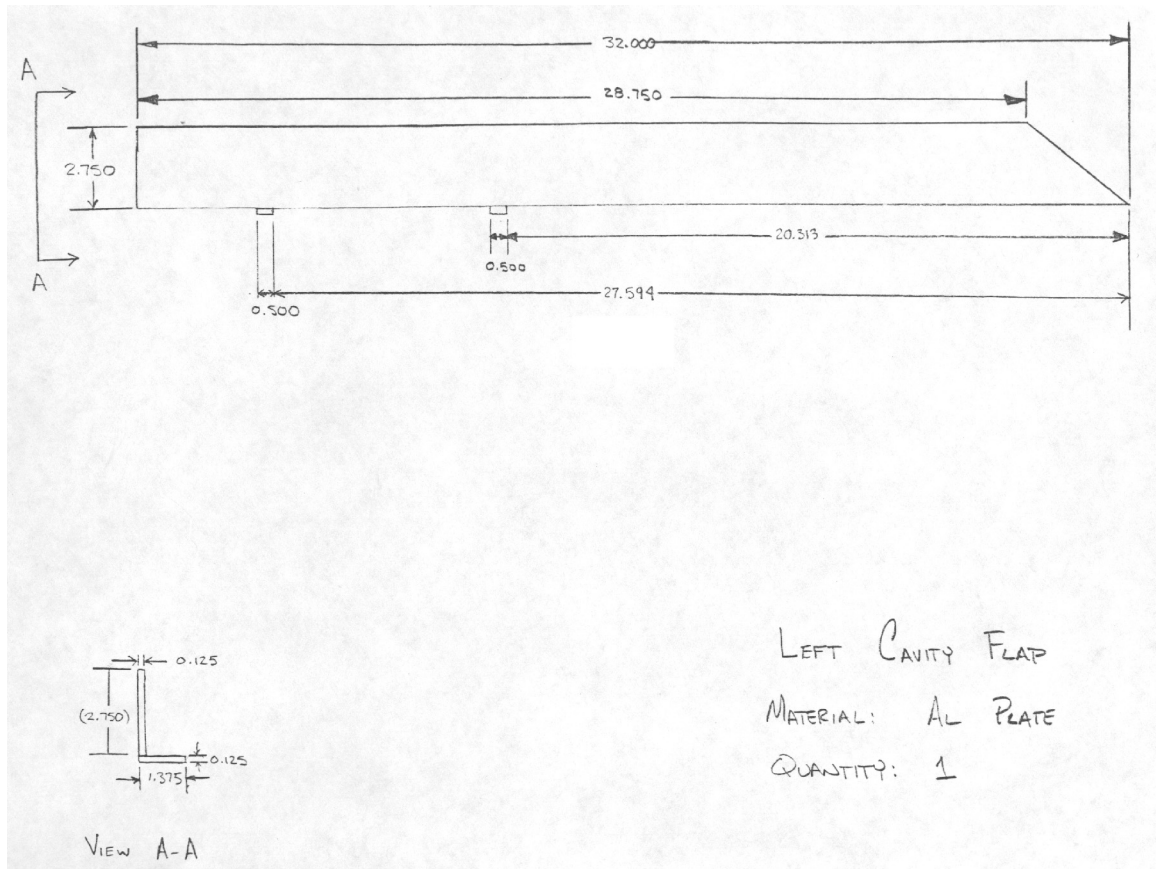 32.000
A
28.750
2.750
20.313
0.500
A
27.594
0.500
0.125
(2.750)
0.125
1.375
VIEW A-A
LEFT CAVITY FLAP
MATERIAL: AL PLATE
QUANTITY: 1